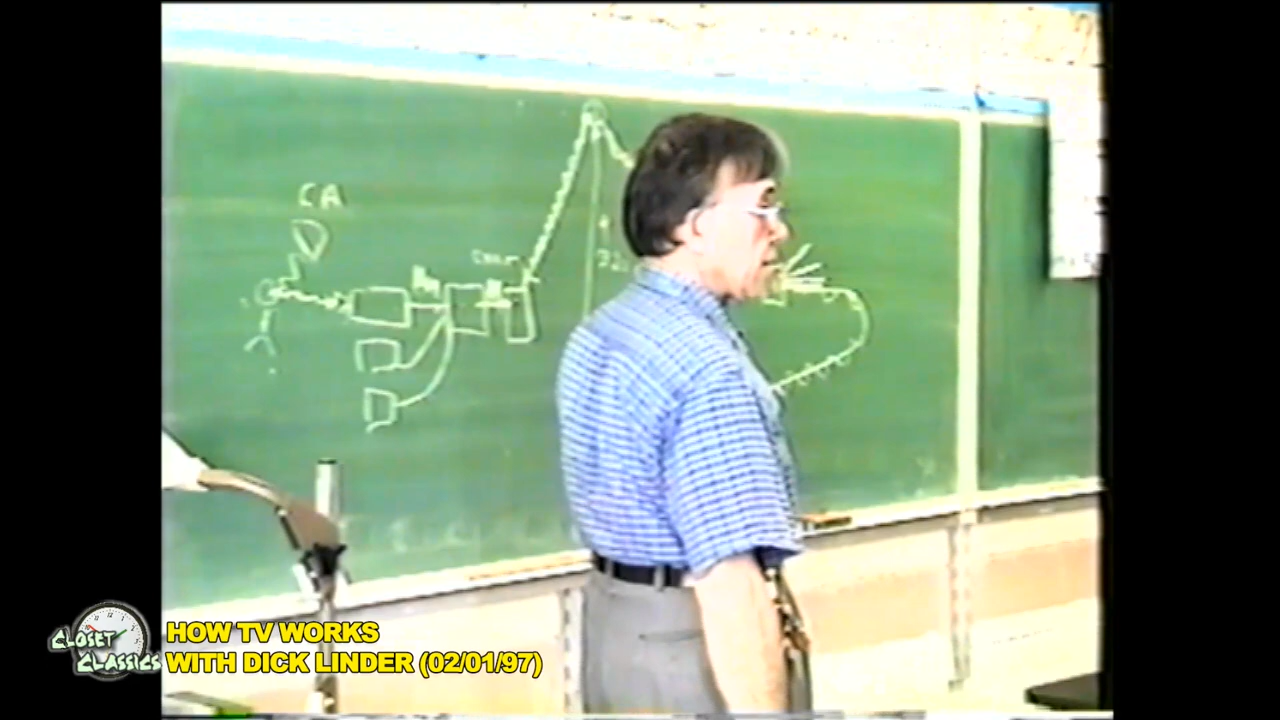 CA
CLOSET
CLASSICS
HOW TV WORKS
WITH DICK LINDER (02/01/97)